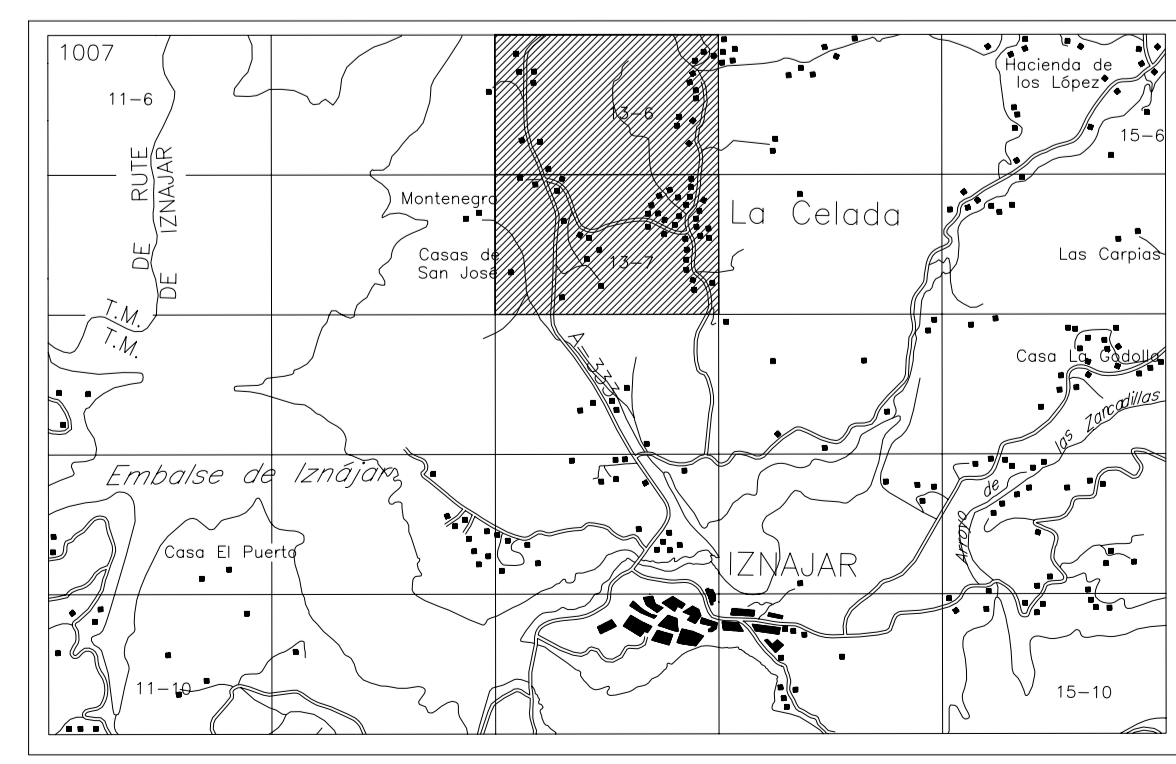 1007
11-6
13-6
Hacienda de
los López
15-6
DE RUTE
DE IZNAJAR
Montenegro
La Celada
Casas de
San José
13-7
Las Carpias
T.M.
T.M.
A-333
Casa La Godolla
Embalse de Iznájar
Arroyo de las Zarcadillas
Casa El Puerto
IZNAJAR
11-10
15-10